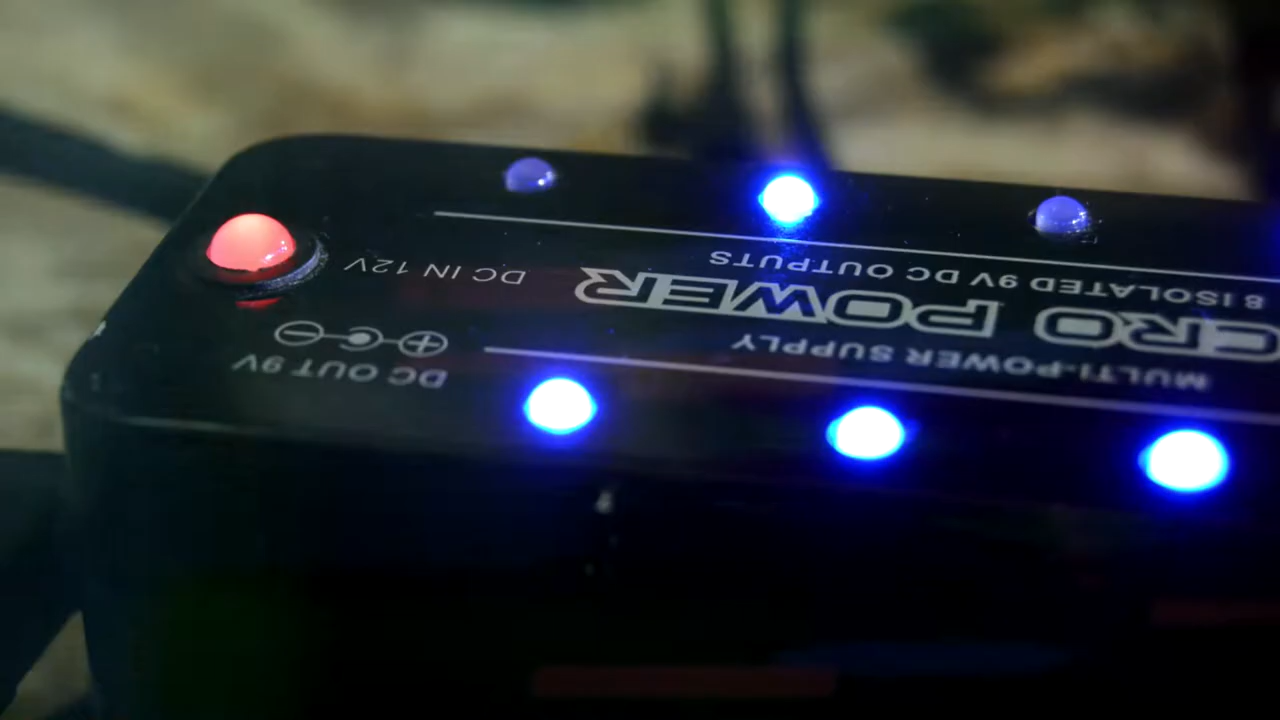 MULTI-POWER SUPPLY
CRO POWER
8 ISOLATED 9V DC OUTPUTS
DC OUT 9V
DC IN 12V